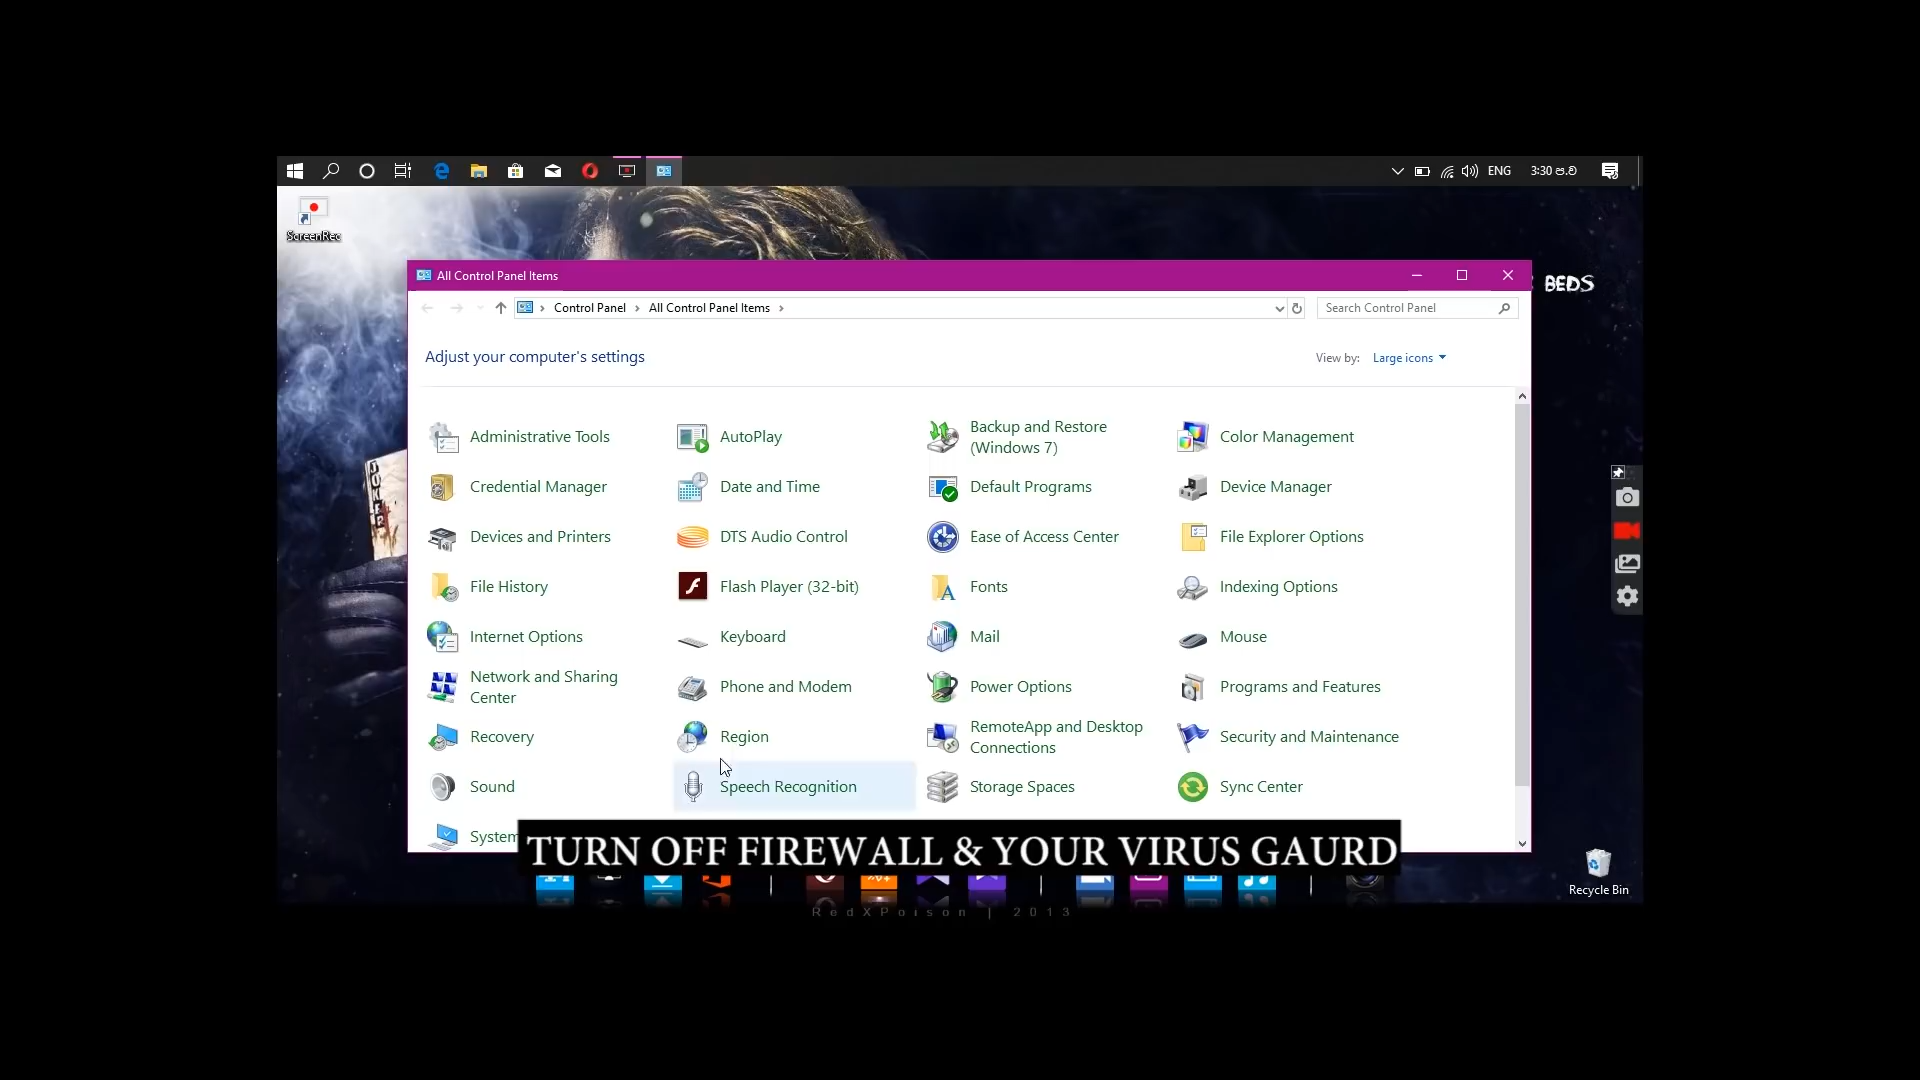 ENG
3:30 ප.ව
ScreenRec
All Control Panel Items
BEDS
Control Panel
All Control Panel Items
Search Control Panel
Adjust your computer's settings
View by:
Large icons
Administrative Tools
AutoPlay
Backup and Restore
(Windows 7)
Color Management
Credential Manager
Date and Time
Default Programs
Device Manager
JOKER
Devices and Printers
DTS Audio Control
Ease of Access Center
File Explorer Options
File History
Flash Player (32-bit)
Fonts
Indexing Options
Internet Options
Keyboard
Mail
Mouse
Network and Sharing
Center
Phone and Modem
Power Options
Programs and Features
Recovery
Region
RemoteApp and Desktop
Connections
Security and Maintenance
Sound
Speech Recognition
Storage Spaces
Sync Center
System
TURN OFF FIREWALL & YOUR VIRUS GAURD
Recycle Bin
RedXPoison | 2013